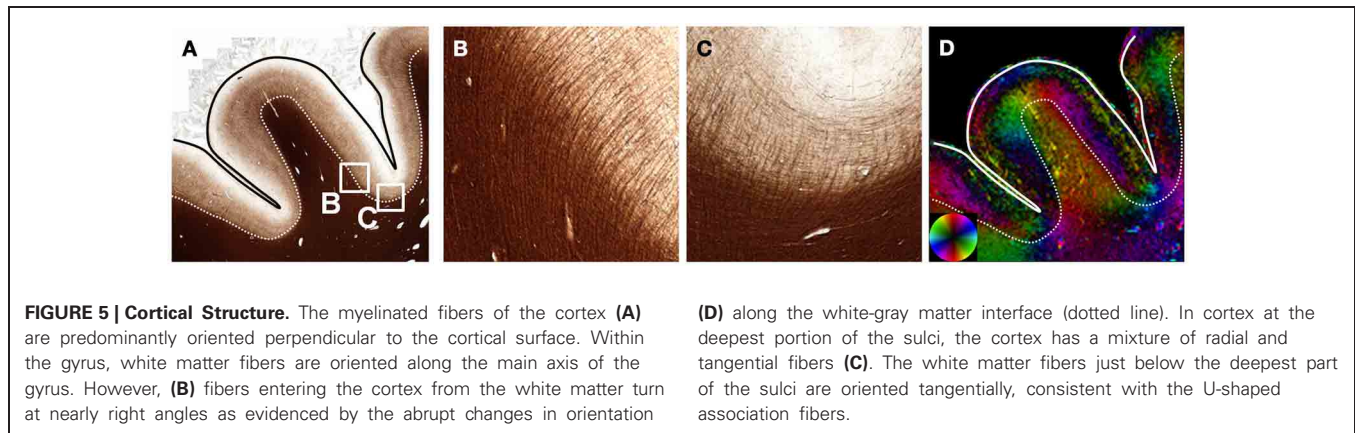 A
B
C
D
B
C
FIGURE 5 | Cortical Structure. The myelinated fibers of the cortex (A)
are predominantly oriented perpendicular to the cortical surface. Within
the gyrus, white matter fibers are oriented along the main axis of the
gyrus. However, (B) fibers entering the cortex from the white matter turn
at nearly right angles as evidenced by the abrupt changes in orientation
(D) along the white-gray matter interface (dotted line). In cortex at the
deepest portion of the sulci, the cortex has a mixture of radial and
tangential fibers (C). The white matter fibers just below the deepest part
of the sulci are oriented tangentially, consistent with the U-shaped
association fibers.